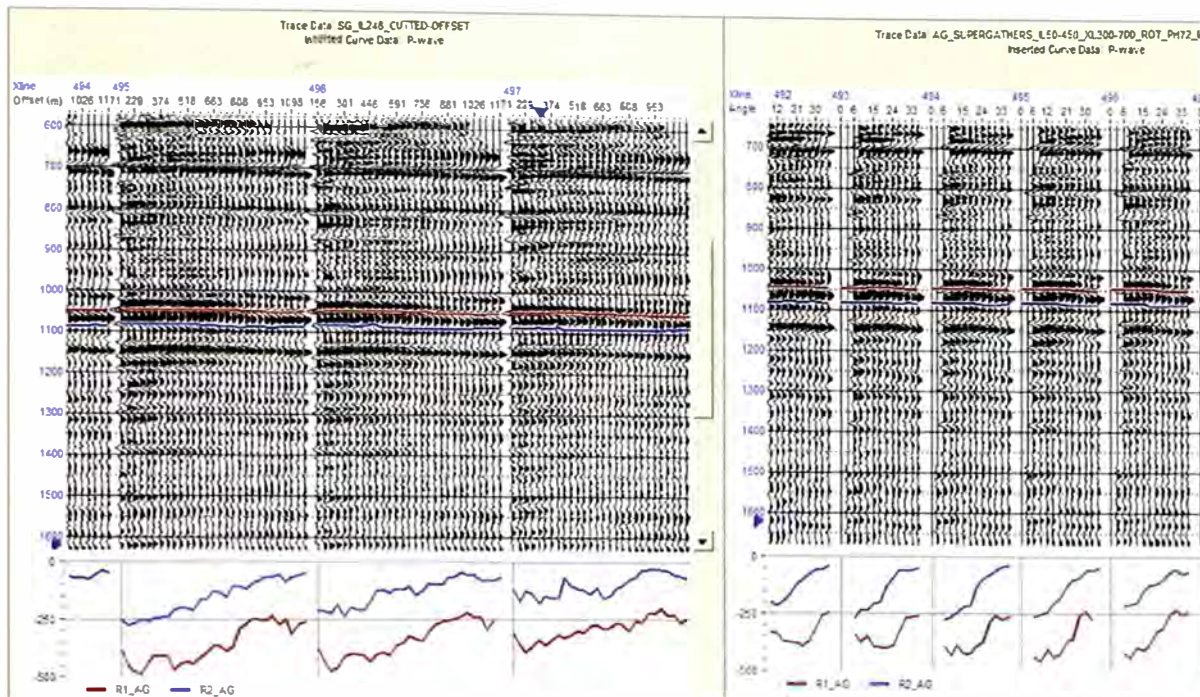 Trace Data: SG_IL248_CUTTED-OFFSET
Inserted Curve Data: P-wave
Xline 494 495 496 497
Offset (m) 1026 1171 229 374 518 663 808 953 1098 156 301 446 591 736 881 1026 1171 229 374 518 663 808 953
600
700
800
900
1000
1100
1200
1300
1400
1500
1600
0
-250
-500
R1_AG R2_AG
Trace Data: AG_SUPERGATHERS_IL50-450_XL300-700_ROT_PH72
Inserted Curve Data: P-wave
Xline 492 493 494 495 496
Angle 12 21 30 0 6 15 24 33 0 6 15 24 33 0 6 12 21 30 0 6 15 24 33
700
800
900
1000
1100
1200
1300
1400
1500
1600
0
-250
-500
R1_AG R2_AG